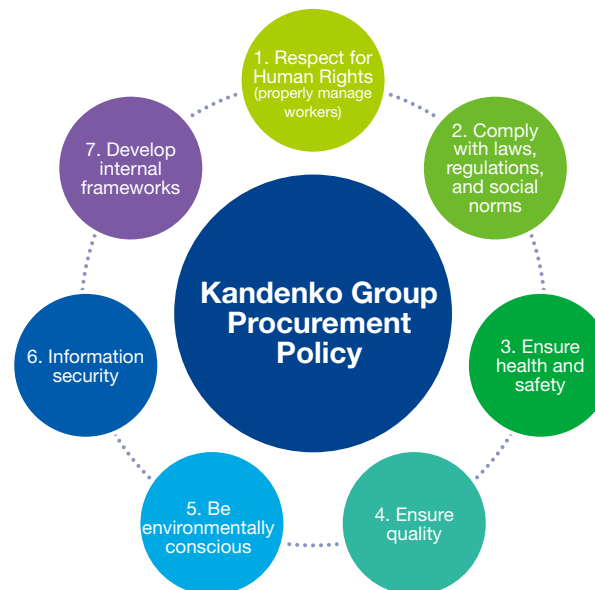 1. Respect for
Human Rights
(properly manage
workers)
2. Comply
with laws,
regulations,
and social
norms
3. Ensure
health and
safety
4. Ensure
quality
5. Be
environmentally
conscious
6. Information
security
7. Develop
internal
frameworks
Kandenko Group
Procurement
Policy